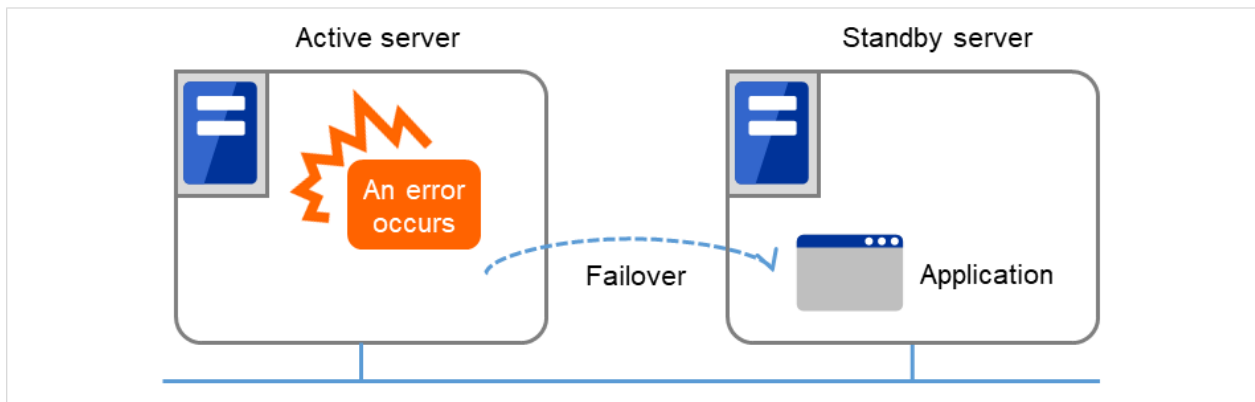 Active server
Standby server
An error
occurs
Failover
Application